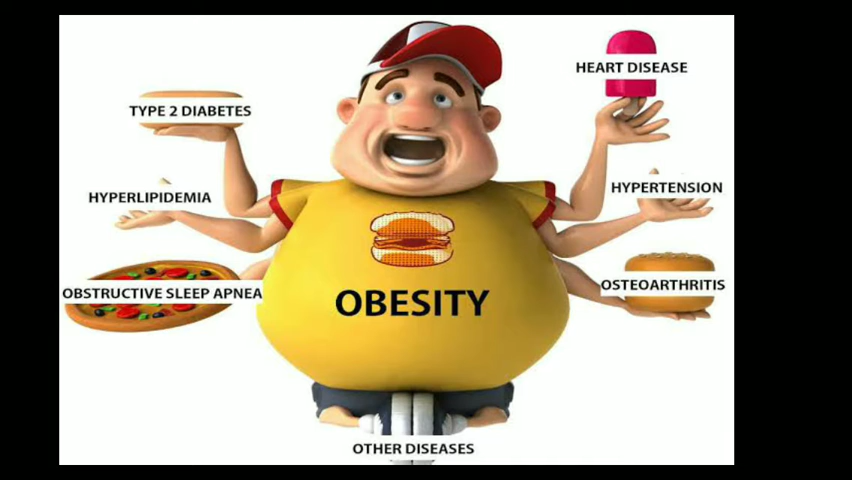 HEART DISEASE
TYPE 2 DIABETES
HYPERTENSION
HYPERLIPIDEMIA
OSTEOARTHRITIS
OBSTRUCTIVE SLEEP APNEA
OBESITY
OTHER DISEASES